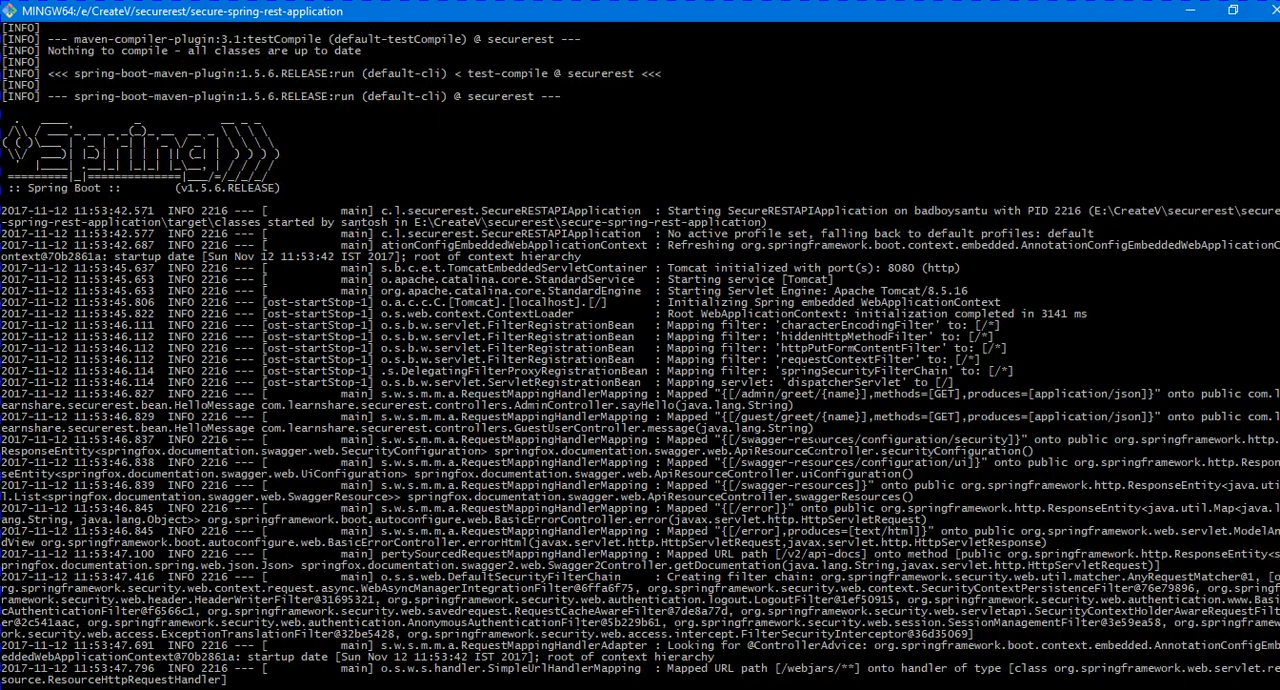 MINGW64:/e/CreateV/securerest/secure-spring-rest-application
[INFO]
[INFO] --- maven-compiler-plugin:3.1:testCompile (default-testCompile) @ securerest ---
[INFO] Nothing to compile - all classes are up to date
[INFO]
[INFO] <<< spring-boot-maven-plugin:1.5.6.RELEASE:run (default-cli) < test-compile @ securerest <<<
[INFO]
[INFO] --- spring-boot-maven-plugin:1.5.6.RELEASE:run (default-cli) @ securerest ---
Spring
:: Spring Boot ::        (v1.5.6.RELEASE)
2017-11-12 11:53:42.571  INFO 2216 --- [           main] c.l.securerest.SecureRESTAPIApplication  : Starting SecureRESTAPIApplication on badboysantu with PID 2216 (E:\CreateV\securerest\secure
-spring-rest-application\target\classes started by santosh in E:\CreateV\securerest\secure-spring-rest-application)
2017-11-12 11:53:42.577  INFO 2216 --- [           main] c.l.securerest.SecureRESTAPIApplication  : No active profile set, falling back to default profiles: default
2017-11-12 11:53:42.687  INFO 2216 --- [           main] ationConfigEmbeddedWebApplicationContext : Refreshing org.springframework.boot.context.embedded.AnnotationConfigEmbeddedWebApplicationC
ontext@70b2861a: startup date [Sun Nov 12 11:53:42 IST 2017]; root of context hierarchy
2017-11-12 11:53:45.637  INFO 2216 --- [           main] s.b.c.e.t.TomcatEmbeddedServletContainer : Tomcat initialized with port(s): 8080 (http)
2017-11-12 11:53:45.653  INFO 2216 --- [           main] o.apache.catalina.core.StandardService   : Starting service [Tomcat]
2017-11-12 11:53:45.653  INFO 2216 --- [           main] org.apache.catalina.core.StandardEngine  : Starting Servlet Engine: Apache Tomcat/8.5.16
2017-11-12 11:53:45.806  INFO 2216 --- [ost-startStop-1] o.a.c.c.C.[Tomcat].[localhost].[/]       : Initializing Spring embedded WebApplicationContext
2017-11-12 11:53:45.822  INFO 2216 --- [ost-startStop-1] o.s.web.context.ContextLoader            : Root WebApplicationContext: initialization completed in 3141 ms
2017-11-12 11:53:46.111  INFO 2216 --- [ost-startStop-1] o.s.b.w.servlet.FilterRegistrationBean   : Mapping filter: 'characterEncodingFilter' to: [/*]
2017-11-12 11:53:46.112  INFO 2216 --- [ost-startStop-1] o.s.b.w.servlet.FilterRegistrationBean   : Mapping filter: 'hiddenHttpMethodFilter' to: [/*]
2017-11-12 11:53:46.112  INFO 2216 --- [ost-startStop-1] o.s.b.w.servlet.FilterRegistrationBean   : Mapping filter: 'httpPutFormContentFilter' to: [/*]
2017-11-12 11:53:46.112  INFO 2216 --- [ost-startStop-1] o.s.b.w.servlet.FilterRegistrationBean   : Mapping filter: 'requestContextFilter' to: [/*]
2017-11-12 11:53:46.114  INFO 2216 --- [ost-startStop-1] .s.DelegatingFilterProxyRegistrationBean : Mapping filter: 'springSecurityFilterChain' to: [/*]
2017-11-12 11:53:46.114  INFO 2216 --- [ost-startStop-1] o.s.b.w.servlet.ServletRegistrationBean  : Mapping servlet: 'dispatcherServlet' to [/]
2017-11-12 11:53:46.827  INFO 2216 --- [           main] s.w.s.m.m.a.RequestMappingHandlerMapping : Mapped "{[/admin/greet/{name}],methods=[GET],produces=[application/json]}" onto public com.l
earnshare.securerest.bean.HelloMessage com.learnshare.securerest.controllers.AdminController.sayHello(java.lang.String)
2017-11-12 11:53:46.829  INFO 2216 --- [           main] s.w.s.m.m.a.RequestMappingHandlerMapping : Mapped "{[/guest/greet/{name}],methods=[GET],produces=[application/json]}" onto public com.l
earnshare.securerest.bean.HelloMessage com.learnshare.securerest.controllers.GuestUserController.message(java.lang.String)
2017-11-12 11:53:46.837  INFO 2216 --- [           main] s.w.s.m.m.a.RequestMappingHandlerMapping : Mapped "{[/swagger-resources/configuration/security]}" onto public org.springframework.http.
ResponseEntity<springfox.documentation.swagger.web.SecurityConfiguration> springfox.documentation.swagger.web.ApiResourceController.securityConfiguration()
2017-11-12 11:53:46.838  INFO 2216 --- [           main] s.w.s.m.m.a.RequestMappingHandlerMapping : Mapped "{[/swagger-resources/configuration/ui]}" onto public org.springframework.http.Respon
seEntity<springfox.documentation.swagger.web.UiConfiguration> springfox.documentation.swagger.web.ApiResourceController.uiConfiguration()
2017-11-12 11:53:46.839  INFO 2216 --- [           main] s.w.s.m.m.a.RequestMappingHandlerMapping : Mapped "{[/swagger-resources]}" onto public org.springframework.http.ResponseEntity<java.uti
l.List<springfox.documentation.swagger.web.SwaggerResource>> springfox.documentation.swagger.web.ApiResourceController.swaggerResources()
2017-11-12 11:53:46.845  INFO 2216 --- [           main] s.w.s.m.m.a.RequestMappingHandlerMapping : Mapped "{[/error]}" onto public org.springframework.http.ResponseEntity<java.util.Map<java.l
ang.String, java.lang.Object>> org.springframework.boot.autoconfigure.web.BasicErrorController.error(javax.servlet.http.HttpServletRequest)
2017-11-12 11:53:46.845  INFO 2216 --- [           main] s.w.s.m.m.a.RequestMappingHandlerMapping : Mapped "{[/error],produces=[text/html]}" onto public org.springframework.web.servlet.ModelAn
dView org.springframework.boot.autoconfigure.web.BasicErrorController.errorHtml(javax.servlet.http.HttpServletRequest,javax.servlet.http.HttpServletResponse)
2017-11-12 11:53:47.100  INFO 2216 --- [           main] pertySourcedRequestMappingHandlerMapping : Mapped URL path [/v2/api-docs] onto method [public org.springframework.http.ResponseEntity<s
pringfox.documentation.spring.web.json.Json> springfox.documentation.swagger2.web.Swagger2Controller.getDocumentation(java.lang.String,javax.servlet.http.HttpServletRequest)]
2017-11-12 11:53:47.416  INFO 2216 --- [           main] o.s.s.web.DefaultSecurityFilterChain     : Creating filter chain: org.springframework.security.web.util.matcher.AnyRequestMatcher@1, [o
rg.springframework.security.web.context.request.async.WebAsyncManagerIntegrationFilter@6ffa6f75, org.springframework.security.web.context.SecurityContextPersistenceFilter@76e79896, org.springf
ramework.security.web.header.HeaderWriterFilter@31695321, org.springframework.security.web.authentication.logout.LogoutFilter@1ef50915, org.springframework.security.web.authentication.www.Basi
cAuthenticationFilter@f6566c1, org.springframework.security.web.savedrequest.RequestCacheAwareFilter@7de8a77d, org.springframework.security.web.servletapi.SecurityContextHolderAwareRequestFilt
er@2c541aac, org.springframework.security.web.authentication.AnonymousAuthenticationFilter@5b229b61, org.springframework.security.web.session.SessionManagementFilter@3e59ea58, org.springframew
ork.security.web.access.ExceptionTranslationFilter@32be5428, org.springframework.security.web.access.intercept.FilterSecurityInterceptor@36d35069]
2017-11-12 11:53:47.691  INFO 2216 --- [           main] s.w.s.m.m.a.RequestMappingHandlerAdapter : Looking for @ControllerAdvice: org.springframework.boot.context.embedded.AnnotationConfigEmb
eddedWebApplicationContext@70b2861a: startup date [Sun Nov 12 11:53:42 IST 2017]; root of context hierarchy
2017-11-12 11:53:47.796  INFO 2216 --- [           main] o.s.w.s.handler.SimpleUrlHandlerMapping  : Mapped URL path [/webjars/**] onto handler of type [class org.springframework.web.servlet.re
source.ResourceHttpRequestHandler]